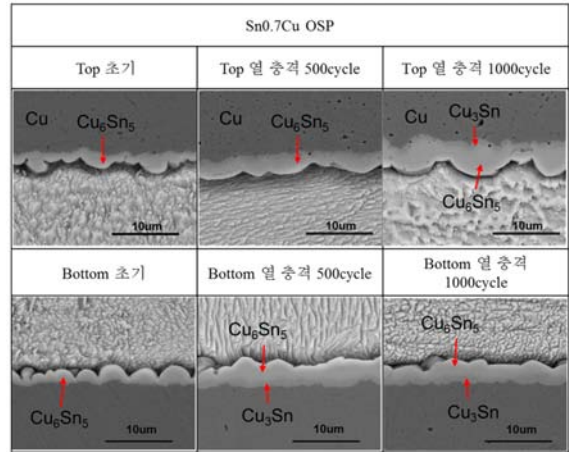 Sn0.7Cu OSP
Top 초기
Top 열 충격 500cycle
Top 열 충격 1000cycle
Cu
Cu₆Sn₅
10um
Cu
Cu₆Sn₅
10um
Cu
Cu₃Sn
Cu₆Sn₅
10um
Bottom 초기
Bottom 열 충격 500cycle
Bottom 열 충격
1000cycle
Cu₆Sn₅
10um
Cu₆Sn₅
Cu₃Sn
10um
Cu₆Sn₅
Cu₃Sn
10um